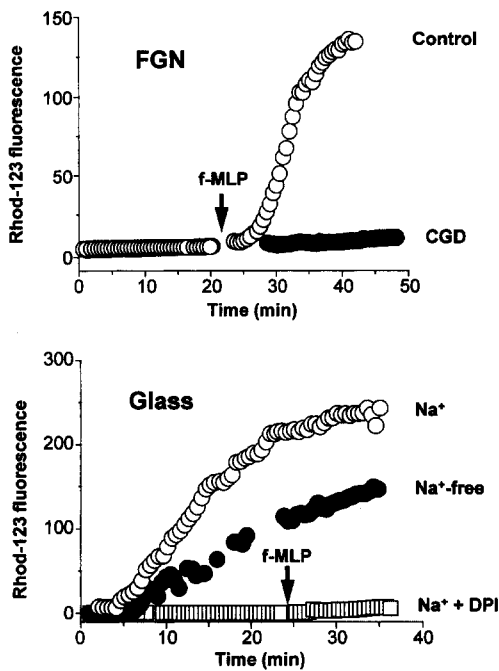 150
100
50
0
Rhod-123 fluorescence
FGN
f-MLP
Control
CGD
0 10 20 30 40 50
Time (min)
300
200
100
0
Rhod-123 fluorescence
Glass
f-MLP
Na⁺
Na⁺-free
Na⁺ + DPI
0 10 20 30 40
Time (min)